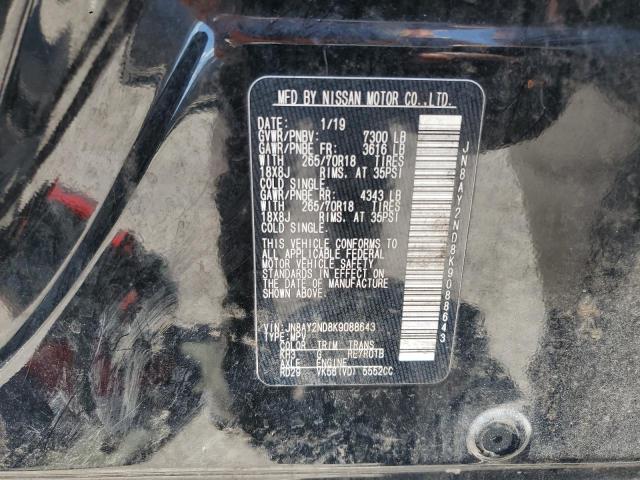 MFD BY NISSAN MOTOR CO.,LTD.
DATE: 1/19
GVWR/PNBV: 7300 LB
GAWR/PNBE FR: 3616 LB
WITH 265/70R18 TIRES
18X8J RIMS. AT 35PSI
COLD SINGLE.
GAWR/PNBE RR: 4343 LB
WITH 265/70R18 TIRES
18X8J RIMS. AT 35PSI
COLD SINGLE.
THIS VEHICLE CONFORMS TO
ALL APPLICABLE FEDERAL
MOTOR VEHICLE SAFETY
STANDARDS IN EFFECT ON
THE DATE OF MANUFACTURE
SHOWN ABOVE.
VIN: JN8AY2ND8K9088643
TYPE: MPV
COLOR TRIM TRANS
KH3 G RE7R01B
AXLE ENGINE
RD29 VK56(VD) 5552CC
JN8AY2ND8K9088643